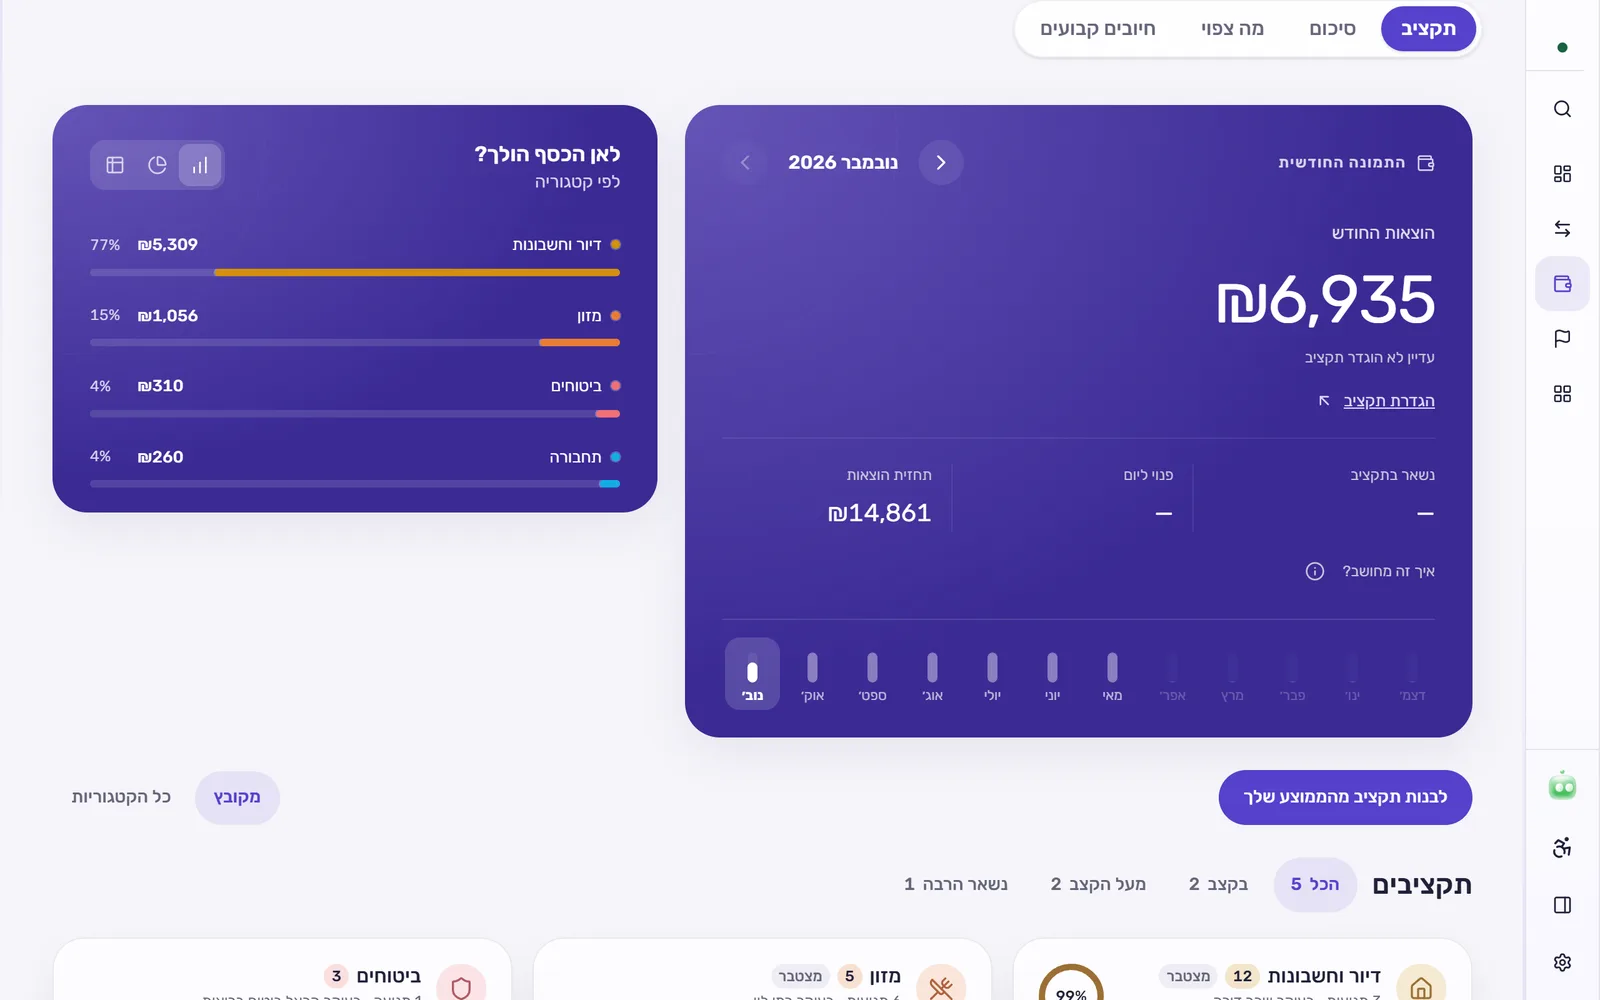 תקציב
סיכום
מה צפוי
חיובים קבועים
התמונה החודשית
נובמבר 2026
הוצאות החודש
₪6,935
עדיין לא הוגדר תקציב
הגדרת תקציב
נשאר בתקציב
–
פנוי ליום
–
תחזית הוצאות
₪14,861
איך זה מחושב?
דצמ׳
ינו׳
פבר׳
מרץ
אפר׳
מאי
יוני
יולי
אוג׳
ספט׳
אוק׳
נוב׳
לאן הכסף הולך?
לפי קטגוריה
דיור וחשבונות ₪5,309 77%
מזון ₪1,056 15%
ביטוחים ₪310 4%
תחבורה ₪260 4%
לבנות תקציב מהממוצע שלך
מקובץ
כל הקטגוריות
תקציבים
הכל 5
בקצב 2
מעל הקצב 2
נשאר הרבה 1
דיור וחשבונות 12 מצטבר
99%
מזון 5 מצטבר
ביטוחים 3